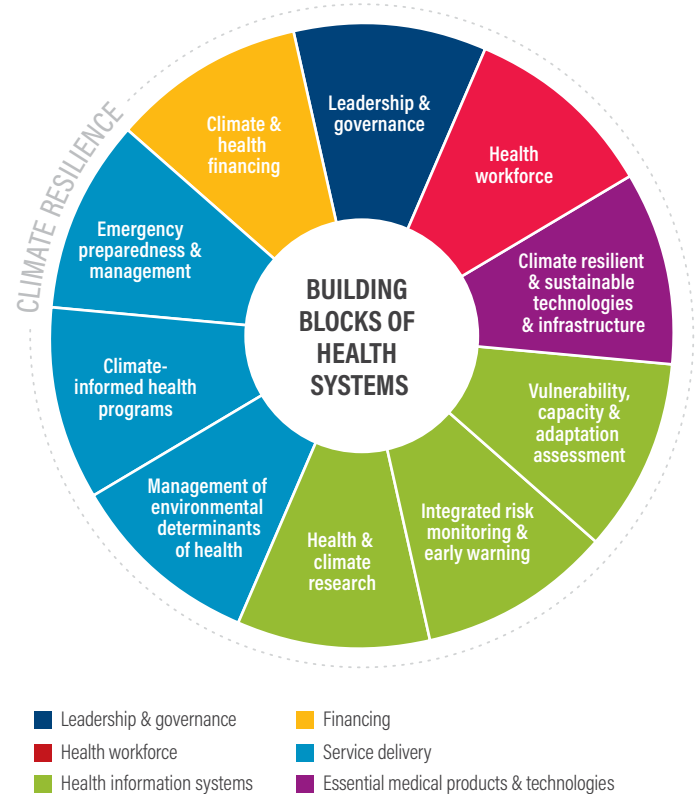 CLIMATE RESILIENCE
Leadership &
governance
Health
workforce
Climate resilient
& sustainable
technologies
& infrastructure
Vulnerability,
capacity &
adaptation
assessment
Integrated risk
monitoring &
early warning
Health &
climate
research
Management of
environmental
determinants
of health
Climate-
informed health
programs
Emergency
preparedness &
management
Climate &
health
financing
BUILDING
BLOCKS OF
HEALTH
SYSTEMS
Leadership & governance
Health workforce
Health information systems
Financing
Service delivery
Essential medical products & technologies